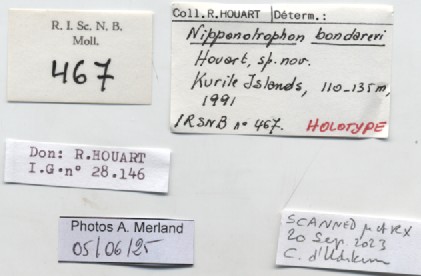 R. I. Sc. N. B.
Moll.
467
Coll.R.HOUART Déterm.:
Nipponotrophon bondarevi
Houart, sp. nov.
Kurile Islands, 110-135m,
1991
IRSNB n° 467. HOLOTYPE
Don: R.HOUART
I.G.n° 28.146
Photos A. Merland
05/06/25
SCANNED
20 Sep. 2023
C. d'Udekem